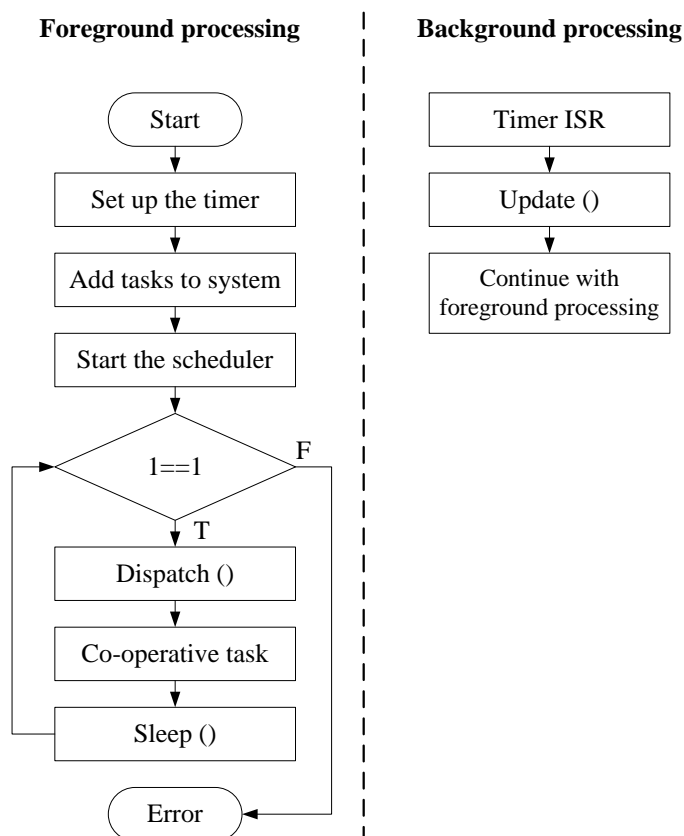 Foreground processing
Start
Set up the timer
Add tasks to system
Start the scheduler
1==1
F
T
Dispatch ()
Co-operative task
Sleep ()
Error
Background processing
Timer ISR
Update ()
Continue with
foreground processing